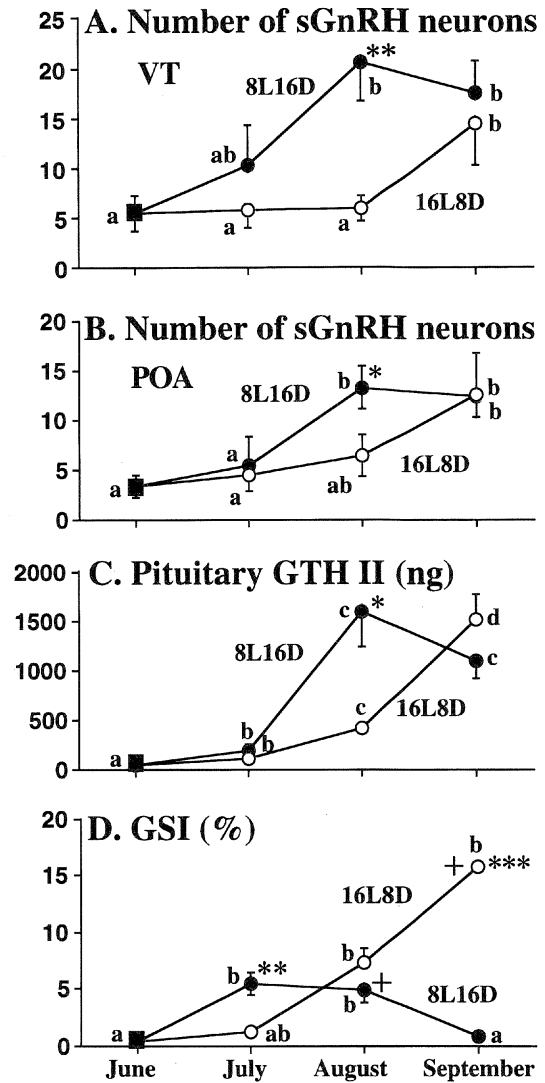 A. Number of sGnRH neurons
VT
25
20
15
10
5
0
8L16D
**
b
b
ab
b
a
a
a
16L8D
B. Number of sGnRH neurons
POA
20
15
10
5
0
8L16D
b *
b
b
a
a
a
ab
16L8D
C. Pituitary GTH II (ng)
2000
1500
1000
500
0
8L16D
c *
d
c
c
b
b
a
16L8D
D. GSI (%)
20
15
10
5
0
b
+ ***
16L8D
b **
b
+
b
8L16D
a
ab
a
June July August September